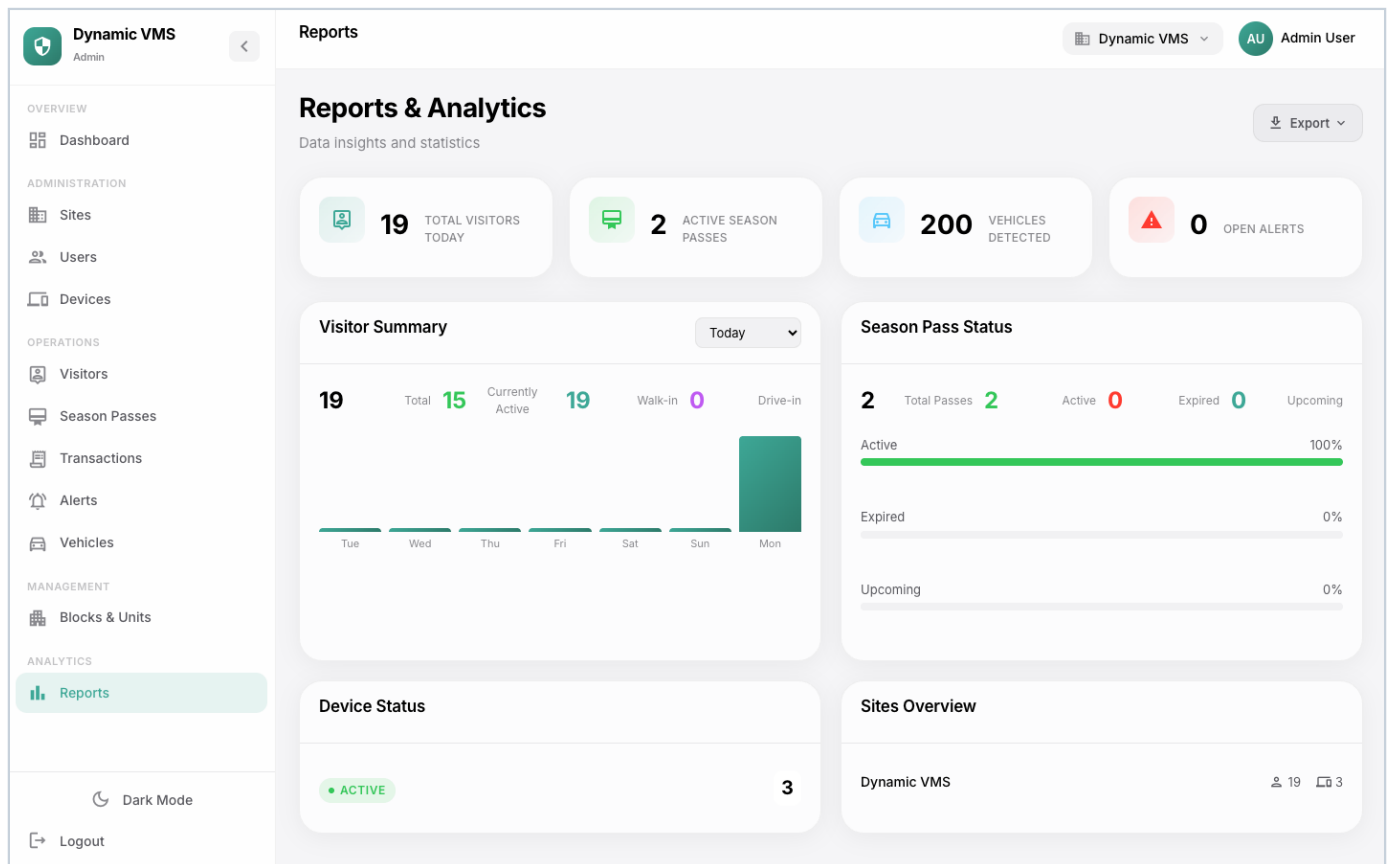 Dynamic VMS
Admin
OVERVIEW
Dashboard
ADMINISTRATION
Sites
Users
Devices
OPERATIONS
Visitors
Season Passes
Transactions
Alerts
Vehicles
MANAGEMENT
Blocks & Units
ANALYTICS
Reports
Dark Mode
Logout
Reports
Dynamic VMS
AU
Admin User
Reports & Analytics
Data insights and statistics
Export
19
TOTAL VISITORS
TODAY
2
ACTIVE SEASON
PASSES
200
VEHICLES
DETECTED
0
OPEN ALERTS
Visitor Summary
Today
19 Total 15 Currently
Active 19 Walk-in 0 Drive-in
Tue Wed Thu Fri Sat Sun Mon
Season Pass Status
2 Total Passes 2 Active 0 Expired 0 Upcoming
Active 100%
Expired 0%
Upcoming 0%
Device Status
ACTIVE 3
Sites Overview
Dynamic VMS 19 3